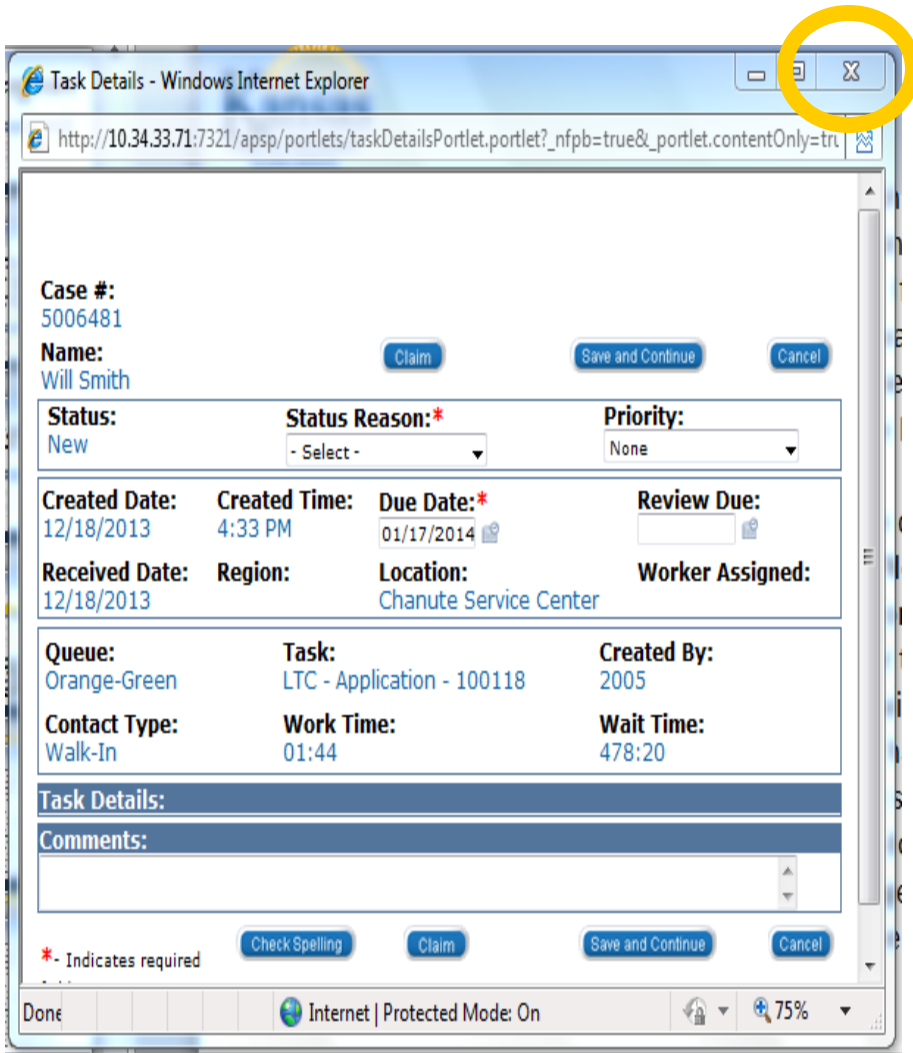 Task Details - Windows Internet Explorer
http://10.34.33.71:7321/apsp/portlets/taskDetailsPortlet.portlet?_nfpb=true&_portlet.contentOnly=tru
Case #:
5006481
Name:
Will Smith
Claim Save and Continue Cancel
Status: Status Reason:* Priority:
New - Select - None
Created Date: Created Time: Due Date:* Review Due:
12/18/2013 4:33 PM 01/17/2014
Received Date: Region: Location: Worker Assigned:
12/18/2013 Chanute Service Center
Queue: Task: Created By:
Orange-Green LTC - Application - 100118 2005
Contact Type: Work Time: Wait Time:
Walk-In 01:44 478:20
Task Details:
Comments:
Check Spelling Claim Save and Continue Cancel
*- Indicates required
Done Internet | Protected Mode: On 75%